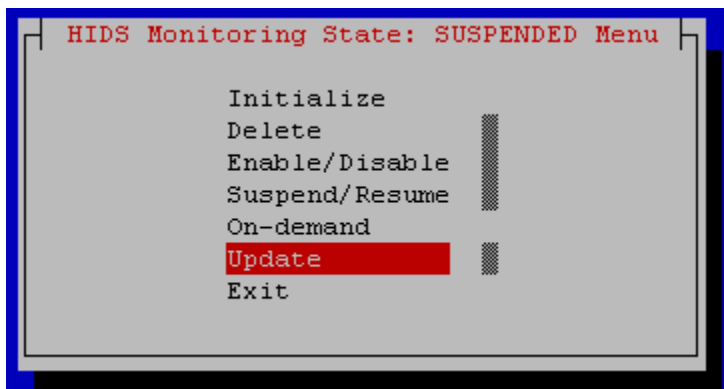 HIDS Monitoring State: SUSPENDED Menu
Initialize
Delete
Enable/Disable
Suspend/Resume
On-demand
Update
Exit